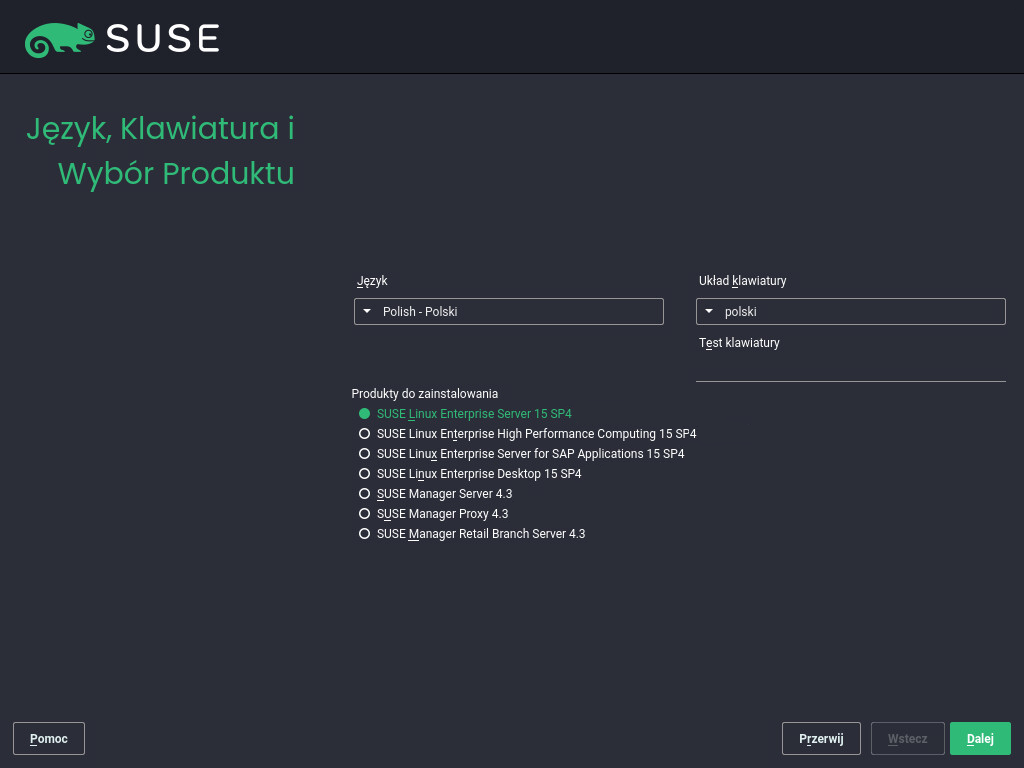 SUSE
Język, Klawiatura i
Wybór Produktu
Język
Układ klawiatury
Polish - Polski
polski
Test klawiatury
Produkty do zainstalowania
SUSE Linux Enterprise Server 15 SP4
SUSE Linux Enterprise High Performance Computing 15 SP4
SUSE Linux Enterprise Server for SAP Applications 15 SP4
SUSE Linux Enterprise Desktop 15 SP4
SUSE Manager Server 4.3
SUSE Manager Proxy 4.3
SUSE Manager Retail Branch Server 4.3
Pomoc
Przerwij
Wstecz
Dalej